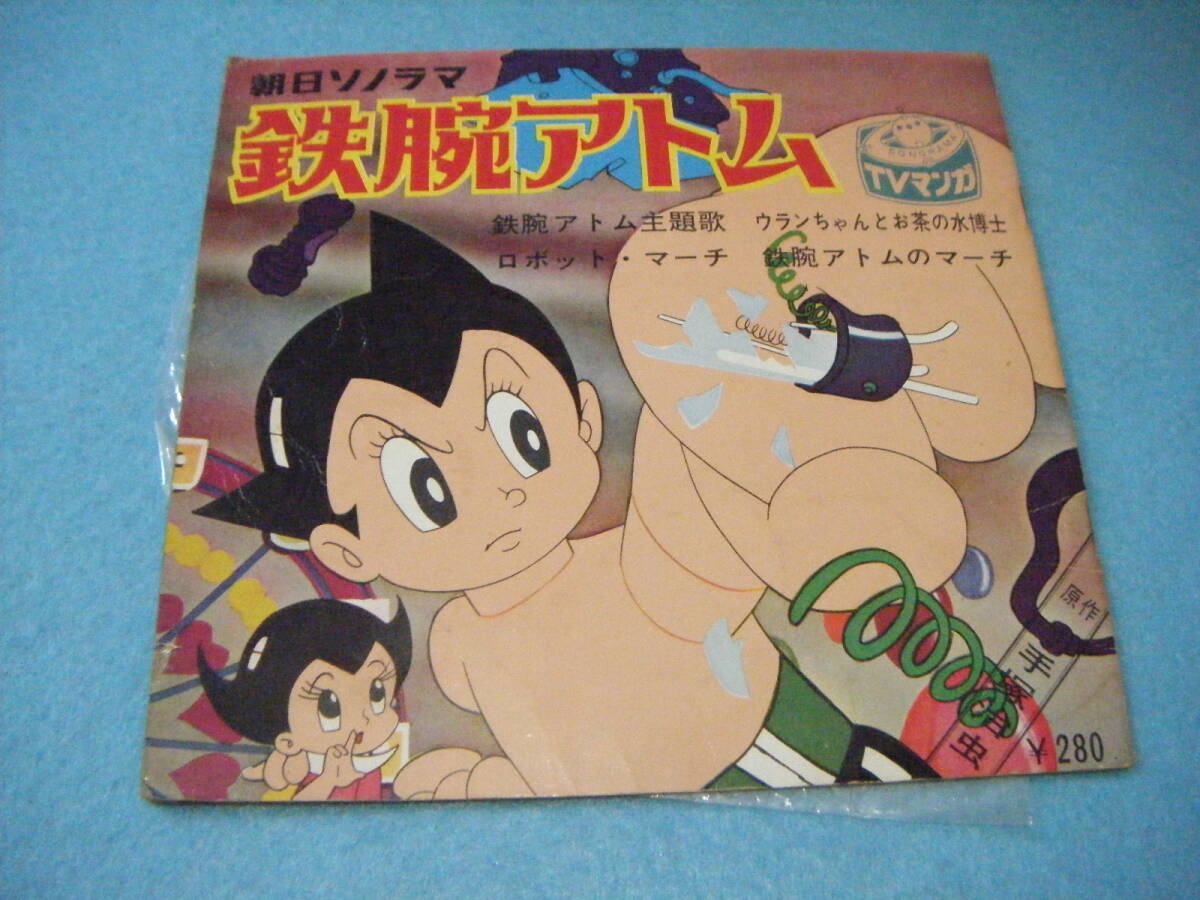 朝日ソノラマ
鉄腕アトム
SONORAMA
TVマンガ
鉄腕アトム主題歌 ウランちゃんとお茶の水博士
ロボット・マーチ 鉄腕アトムのマーチ
原作
手塚治虫
¥280